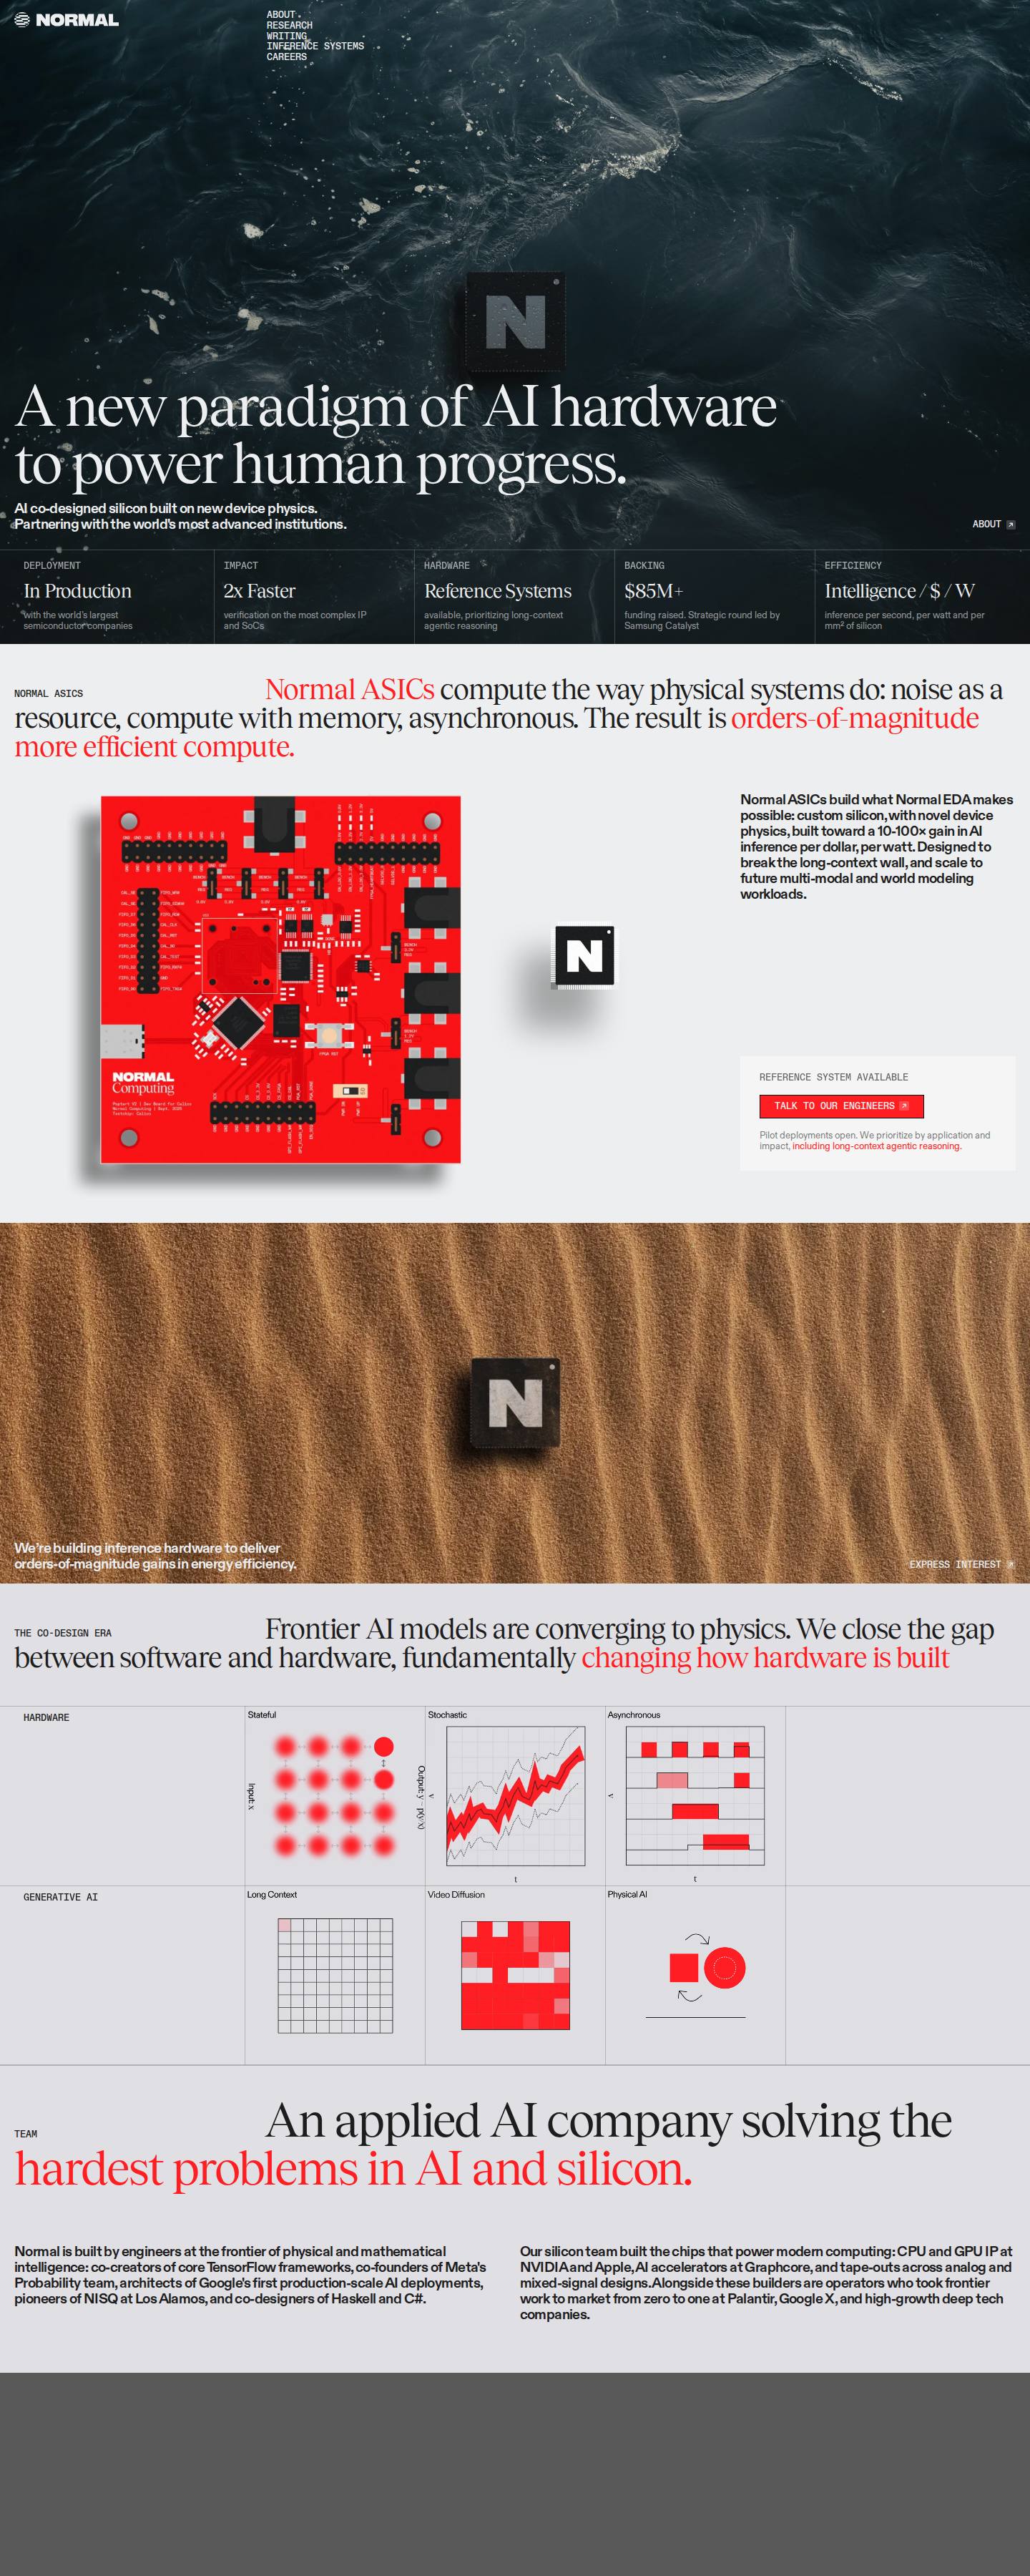 NORMAL
ABOUT
RESEARCH
WRITING
INFERENCE SYSTEMS
CAREERS
N
A new paradigm of AI hardware
to power human progress.
AI co-designed silicon built on new device physics.
Partnering with the world's most advanced institutions.
ABOUT
DEPLOYMENT
In Production
with the world's largest
semiconductor companies
IMPACT
2x Faster
verification on the most complex IP
and SoCs
HARDWARE
Reference Systems
available, prioritizing long-context
agentic reasoning
BACKING
$85M+
funding raised. Strategic round led by
Samsung Catalyst
EFFICIENCY
Intelligence / $ / W
inference per second, per watt and per
mm² of silicon
NORMAL ASICS
Normal ASICs compute the way physical systems do: noise as a
resource, compute with memory, asynchronous. The result is orders-of-magnitude
more efficient compute.
Normal ASICs build what Normal EDA makes
possible: custom silicon, with novel device
physics, built toward a 10-100× gain in AI
inference per dollar, per watt. Designed to
break the long-context wall, and scale to
future multi-modal and world modeling
workloads.
NORMAL
Computing
N
REFERENCE SYSTEM AVAILABLE
TALK TO OUR ENGINEERS
Pilot deployments open. We prioritize by application and
impact, including long-context agentic reasoning.
N
We're building inference hardware to deliver
orders-of-magnitude gains in energy efficiency.
EXPRESS INTEREST
THE CO-DESIGN ERA
Frontier AI models are converging to physics. We close the gap
between software and hardware, fundamentally changing how hardware is built
HARDWARE
Stateful
Input: x
Output: y ~ p(y|x)
Stochastic
v
t
Asynchronous
v
t
GENERATIVE AI
Long Context
Video Diffusion
Physical AI
TEAM
An applied AI company solving the
hardest problems in AI and silicon.
Normal is built by engineers at the frontier of physical and mathematical
intelligence: co-creators of core TensorFlow frameworks, co-founders of Meta's
Probability team, architects of Google's first production-scale AI deployments,
pioneers of NISQ at Los Alamos, and co-designers of Haskell and C#.
Our silicon team built the chips that power modern computing: CPU and GPU IP at
NVIDIA and Apple, AI accelerators at Graphcore, and tape-outs across analog and
mixed-signal designs. Alongside these builders are operators who took frontier
work to market from zero to one at Palantir, Google X, and high-growth deep tech
companies.